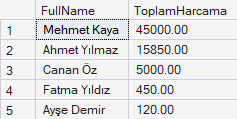 FullName ToplamHarcama
1 Mehmet Kaya 45000.00
2 Ahmet Yılmaz 15850.00
3 Canan Öz 5000.00
4 Fatma Yıldız 450.00
5 Ayşe Demir 120.00